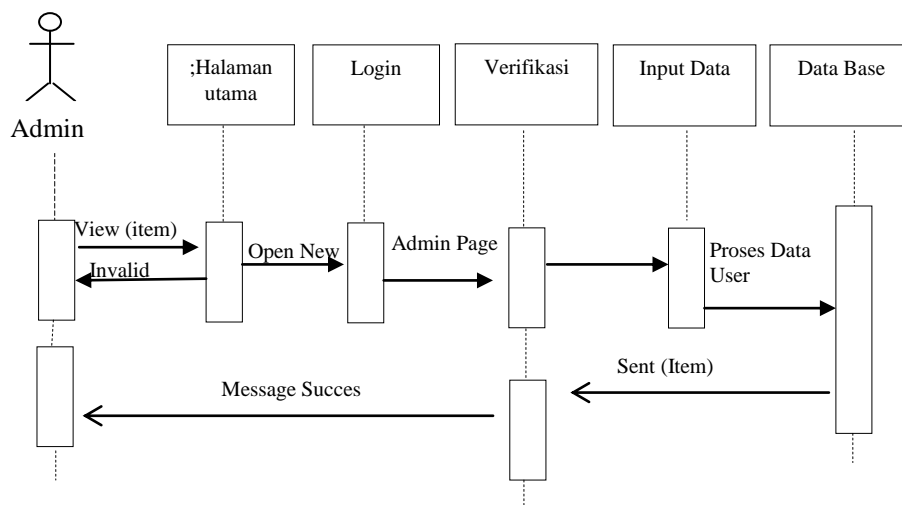 ;Halaman
utama
Login
Verifikasi
Input Data
Data Base
Admin
View (item)
Invalid
Open New
Admin Page
Proses Data
User
Sent (Item)
Message Succes